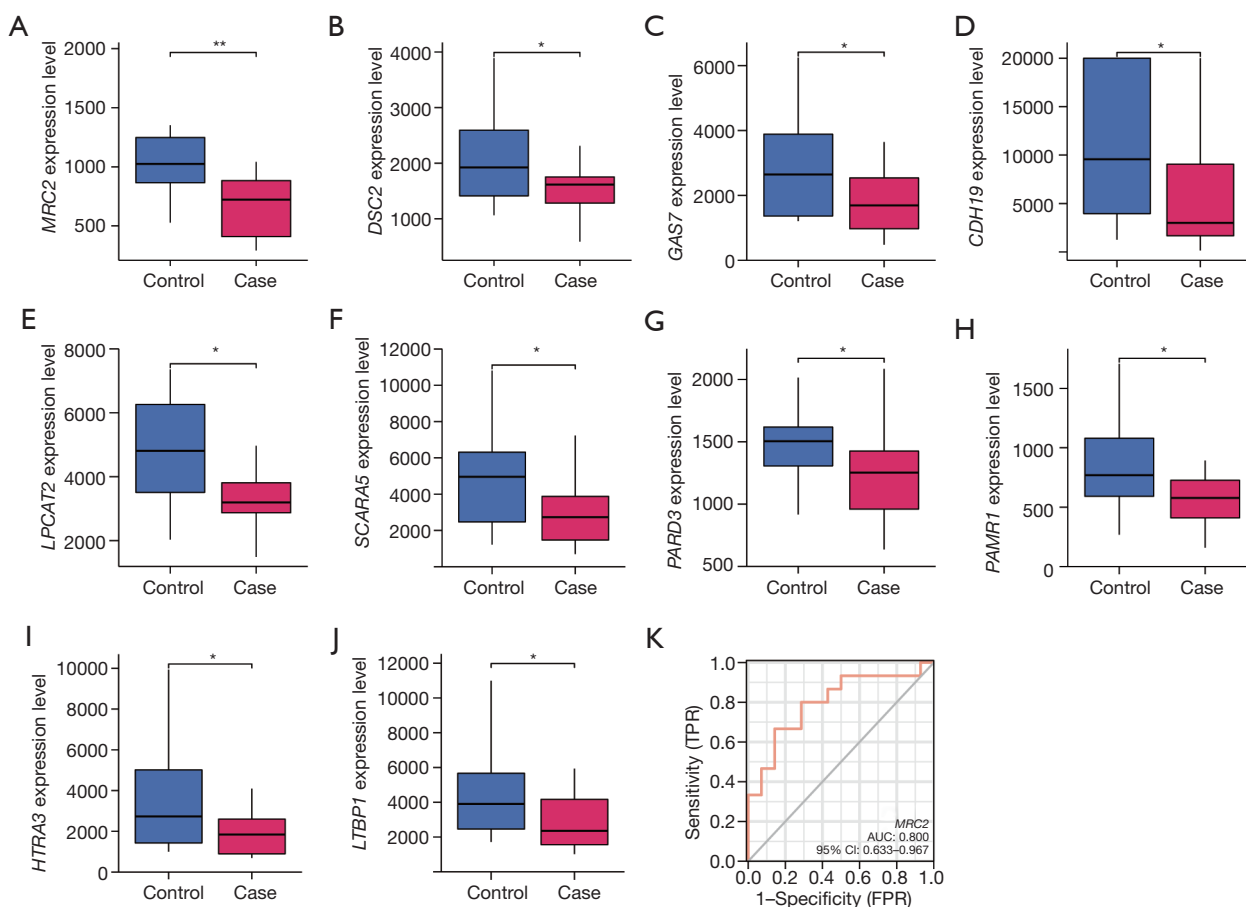 A
MRC2 expression level
2000
1500
1000
500
**
Control
Case
B
DSC2 expression level
4000
3000
2000
1000
*
Control
Case
C
GAS7 expression level
6000
4000
2000
0
*
Control
Case
D
CDH19 expression level
20000
15000
10000
5000
*
Control
Case
E
LPCAT2 expression level
8000
6000
4000
2000
*
Control
Case
F
SCARA5 expression level
12000
10000
8000
6000
4000
2000
*
Control
Case
G
PARD3 expression level
2000
1500
1000
500
*
Control
Case
H
PAMR1 expression level
1500
1000
500
0
*
Control
Case
I
HTRA3 expression level
10000
8000
6000
4000
2000
0
*
Control
Case
J
LTBP1 expression level
12000
10000
8000
6000
4000
2000
*
Control
Case
K
Sensitivity (TPR)
1.0
0.8
0.6
0.4
0.2
0.0
MRC2
AUC: 0.800
95% CI: 0.633–0.967
0.0 0.2 0.4 0.6 0.8 1.0
1–Specificity (FPR)